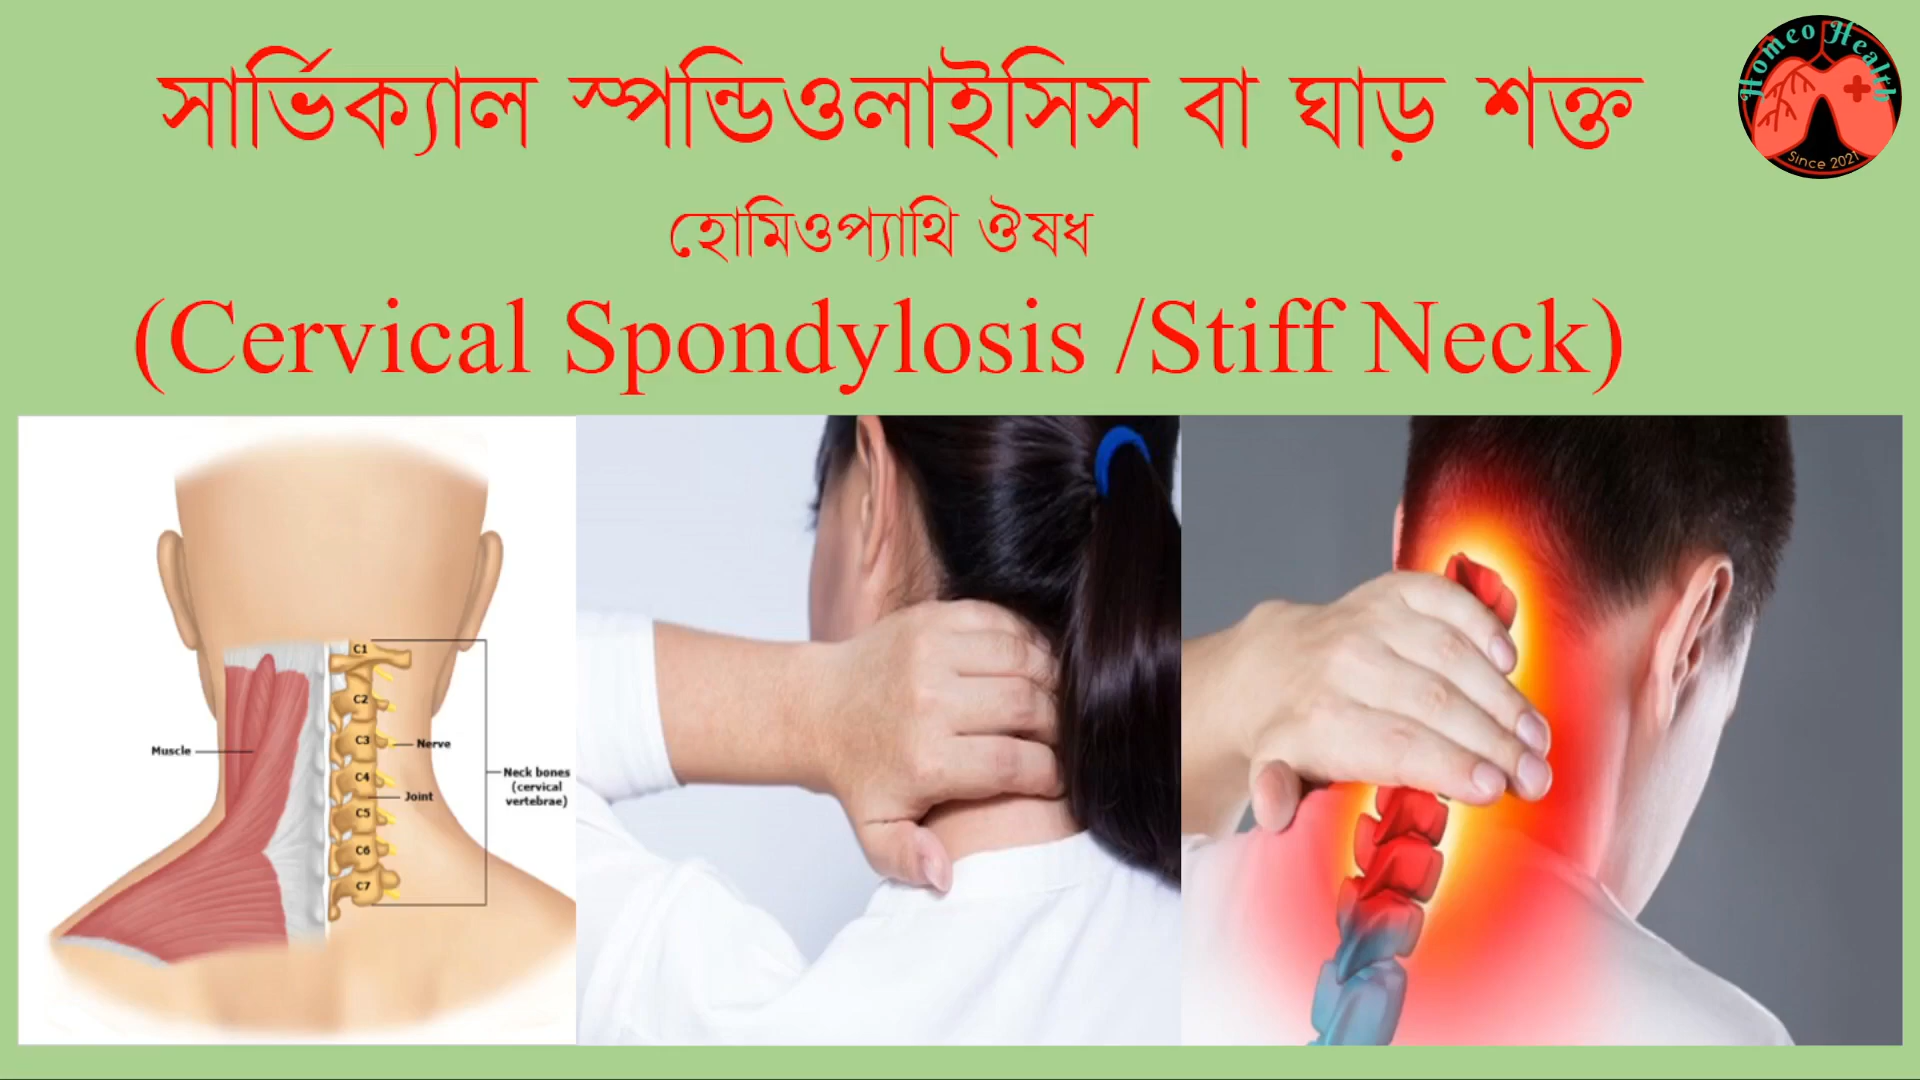 সার্ভিক্যাল স্পন্ডিওলাইসিস বা ঘাড় শক্ত
হোমিওপ্যাথি ঔষধ
(Cervical Spondylosis /Stiff Neck)
Homeo Health
Since 2021
C1
C2
C3
C4
C5
C6
C7
Muscle
Nerve
Joint
Neck bones
(cervical
vertebrae)